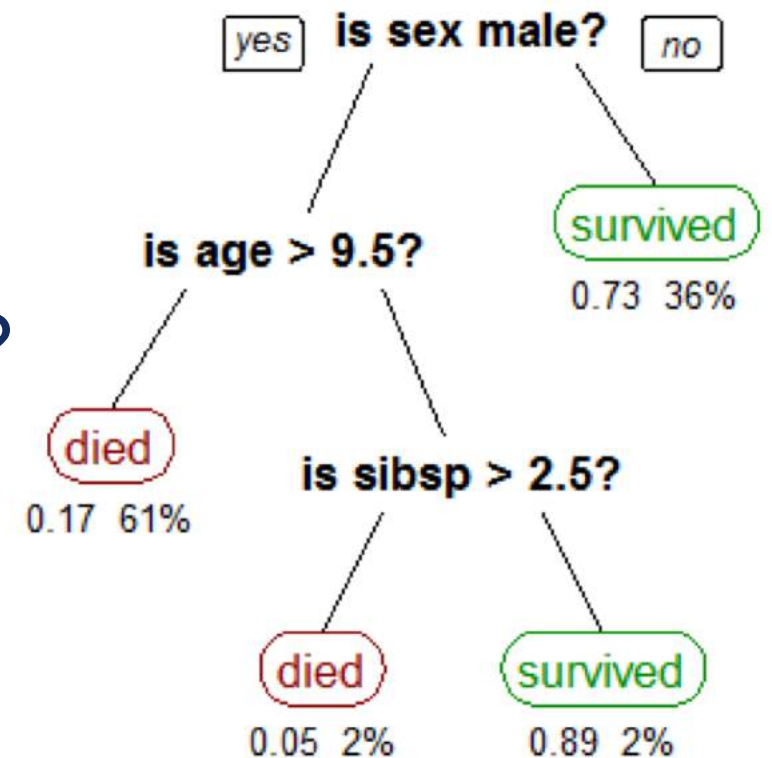 yes is sex male? no
survived
is age > 9.5?
0.73 36%
died
is sibsp > 2.5?
0.17 61%
died survived
0.05 2% 0.89 2%